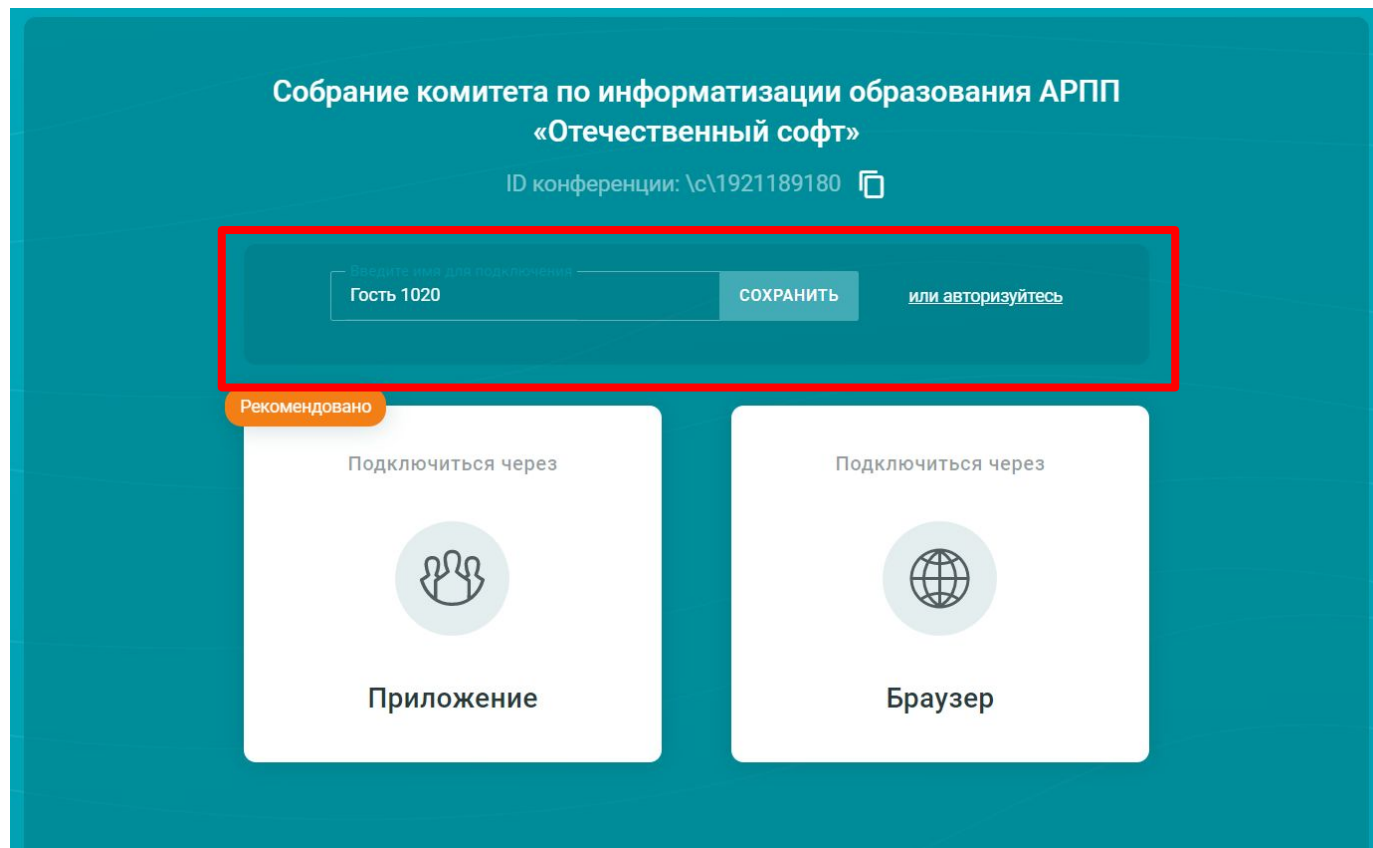 Собрание комитета по информатизации образования АРПП
«Отечественный софт»
ID конференции: \c\1921189180
Введите имя для подключения
Гость 1020
СОХРАНИТЬ
или авторизуйтесь
Рекомендовано
Подключиться через
Приложение
Подключиться через
Браузер